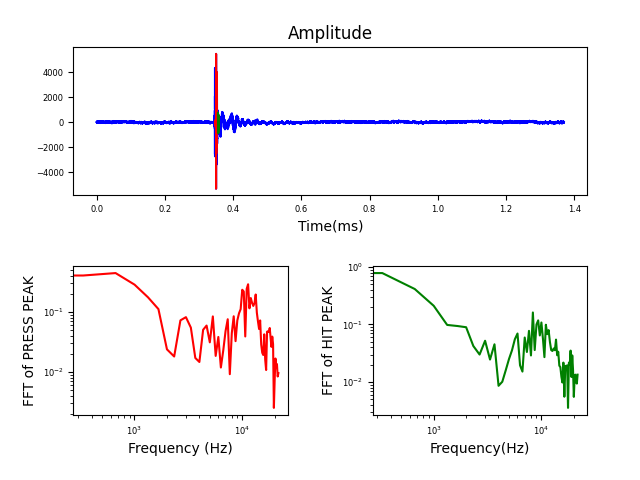 Amplitude
4000
2000
0
−2000
−4000
0.0 0.2 0.4 0.6 0.8 1.0 1.2 1.4
Time(ms)
FFT of PRESS PEAK
10⁻¹
10⁻²
10³ 10⁴
Frequency (Hz)
FFT of HIT PEAK
10⁰
10⁻¹
10⁻²
10³ 10⁴
Frequency(Hz)